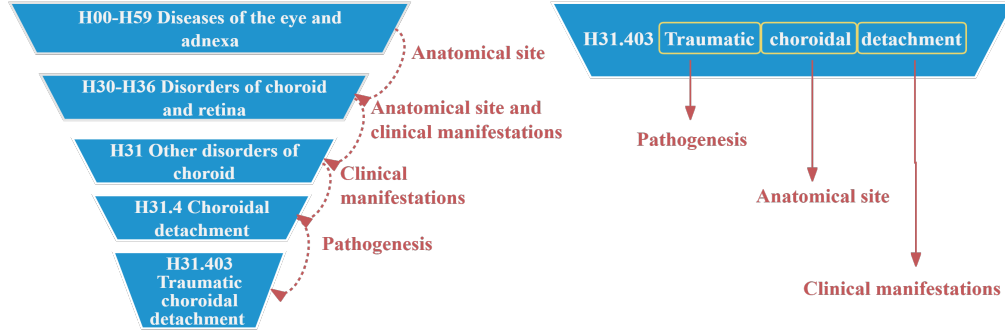 H00-H59 Diseases of the eye and
adnexa
Anatomical site
H30-H36 Disorders of choroid
and retina
Anatomical site and
clinical manifestations
H31 Other disorders of
choroid
Clinical
manifestations
H31.4 Choroidal
detachment
Pathogenesis
H31.403
Traumatic
choroidal
detachment
H31.403 Traumatic choroidal detachment
Pathogenesis
Anatomical site
Clinical manifestations